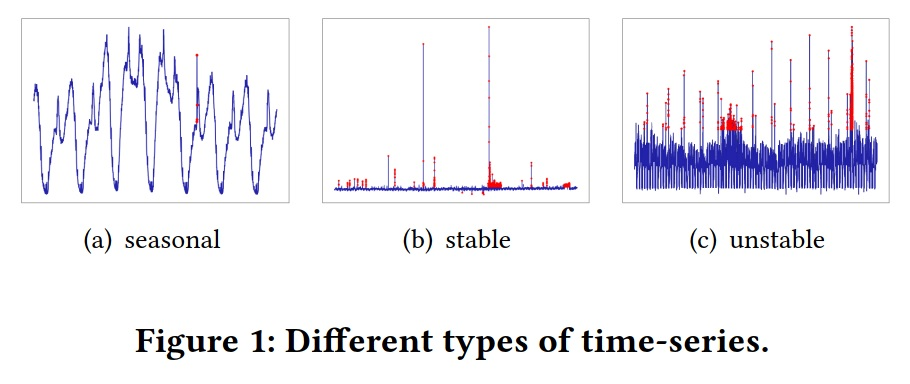 (a) seasonal
(b) stable
(c) unstable
Figure 1: Different types of time-series.